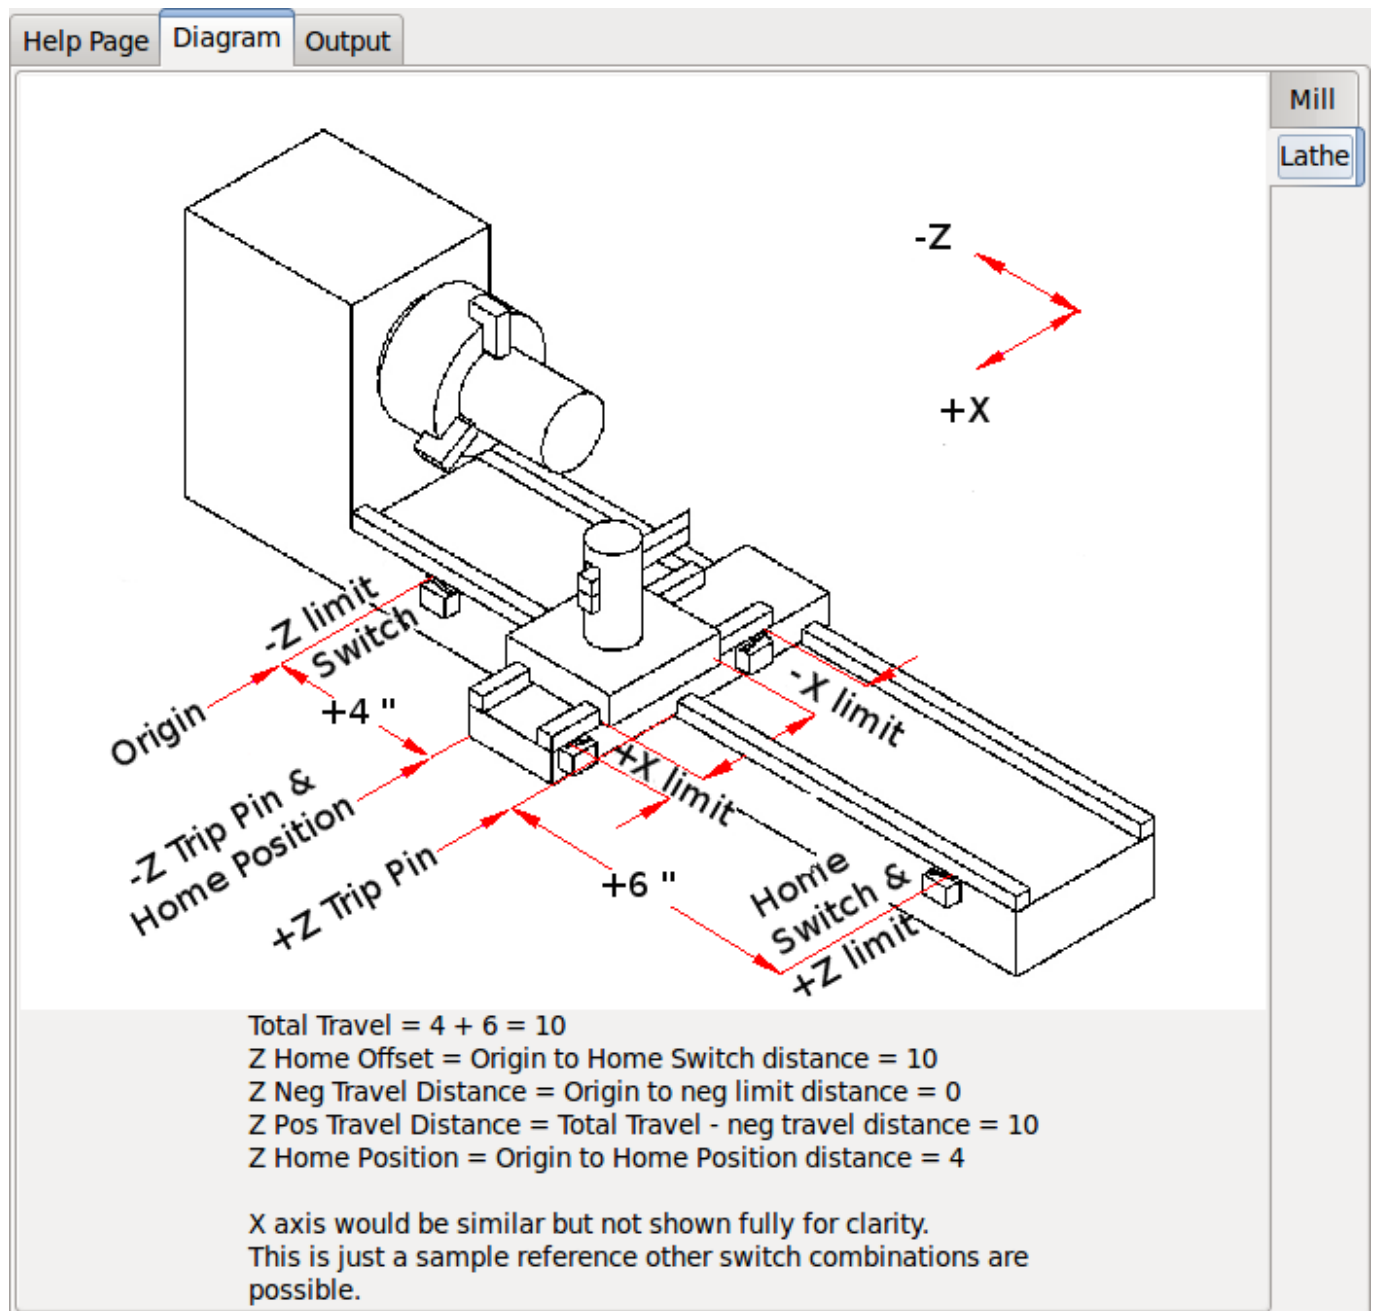 Help Page
Diagram
Output
Mill
Lathe
-Z
+X
-Z limit
Switch
Origin
+4 "
-X limit
+X limit
-Z Trip Pin &
Home Position
+Z Trip Pin
+6 "
Home
Switch &
+Z limit
Total Travel = 4 + 6 = 10
Z Home Offset = Origin to Home Switch distance = 10
Z Neg Travel Distance = Origin to neg limit distance = 0
Z Pos Travel Distance = Total Travel - neg travel distance = 10
Z Home Position = Origin to Home Position distance = 4
X axis would be similar but not shown fully for clarity.
This is just a sample reference other switch combinations are
possible.